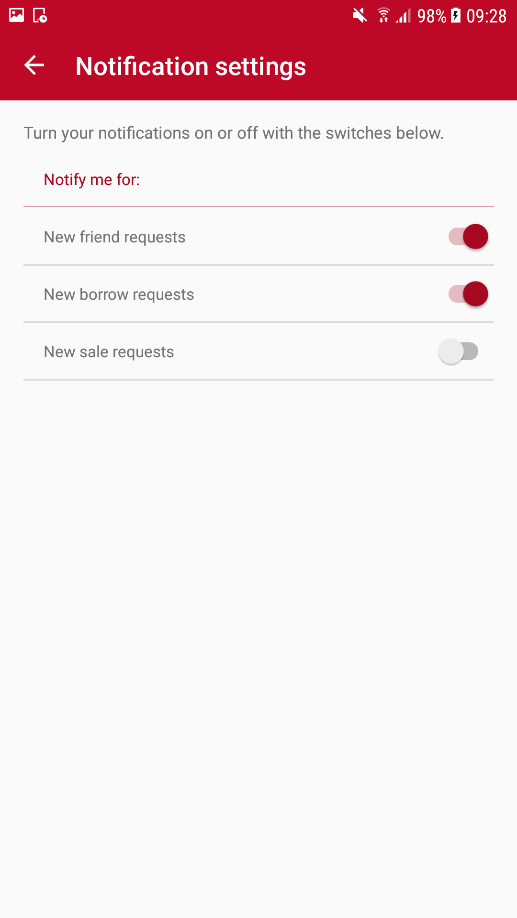 98% 09:28
Notification settings
Turn your notifications on or off with the switches below.
Notify me for:
New friend requests
New borrow requests
New sale requests